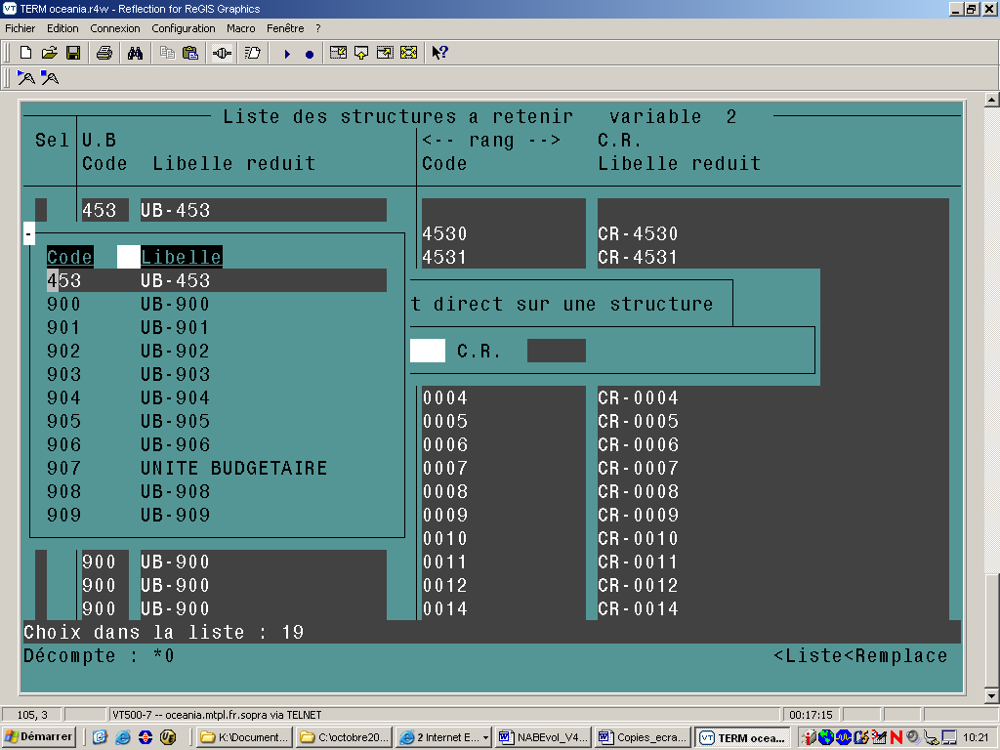 TERM oceania.r4w - Reflection for ReGIS Graphics
Fichier Edition Connexion Configuration Macro Fenêtre ?
Liste des structures a retenir variable 2
Sel U.B <-- rang --> C.R.
Code Libelle reduit Code Libelle reduit
453 UB-453
4530 CR-4530
Code Libelle 4531 CR-4531
453 UB-453
900 UB-900 t direct sur une structure
901 UB-901
902 UB-902 C.R.
903 UB-903
904 UB-904 0004 CR-0004
905 UB-905 0005 CR-0005
906 UB-906 0006 CR-0006
907 UNITE BUDGETAIRE 0007 CR-0007
908 UB-908 0008 CR-0008
909 UB-909 0009 CR-0009
0010 CR-0010
900 UB-900 0011 CR-0011
900 UB-900 0012 CR-0012
900 UB-900 0014 CR-0014
Choix dans la liste : 19
Décompte : *0 <Liste<Remplace
105, 3 VT500-7 -- oceania.mtpl.fr.sopra via TELNET 00:17:15
Démarrer K:\Document... C:\octobre20... 2 Internet E... NABEvol_V4... Copies_ecra... TERM ocea... 10:21